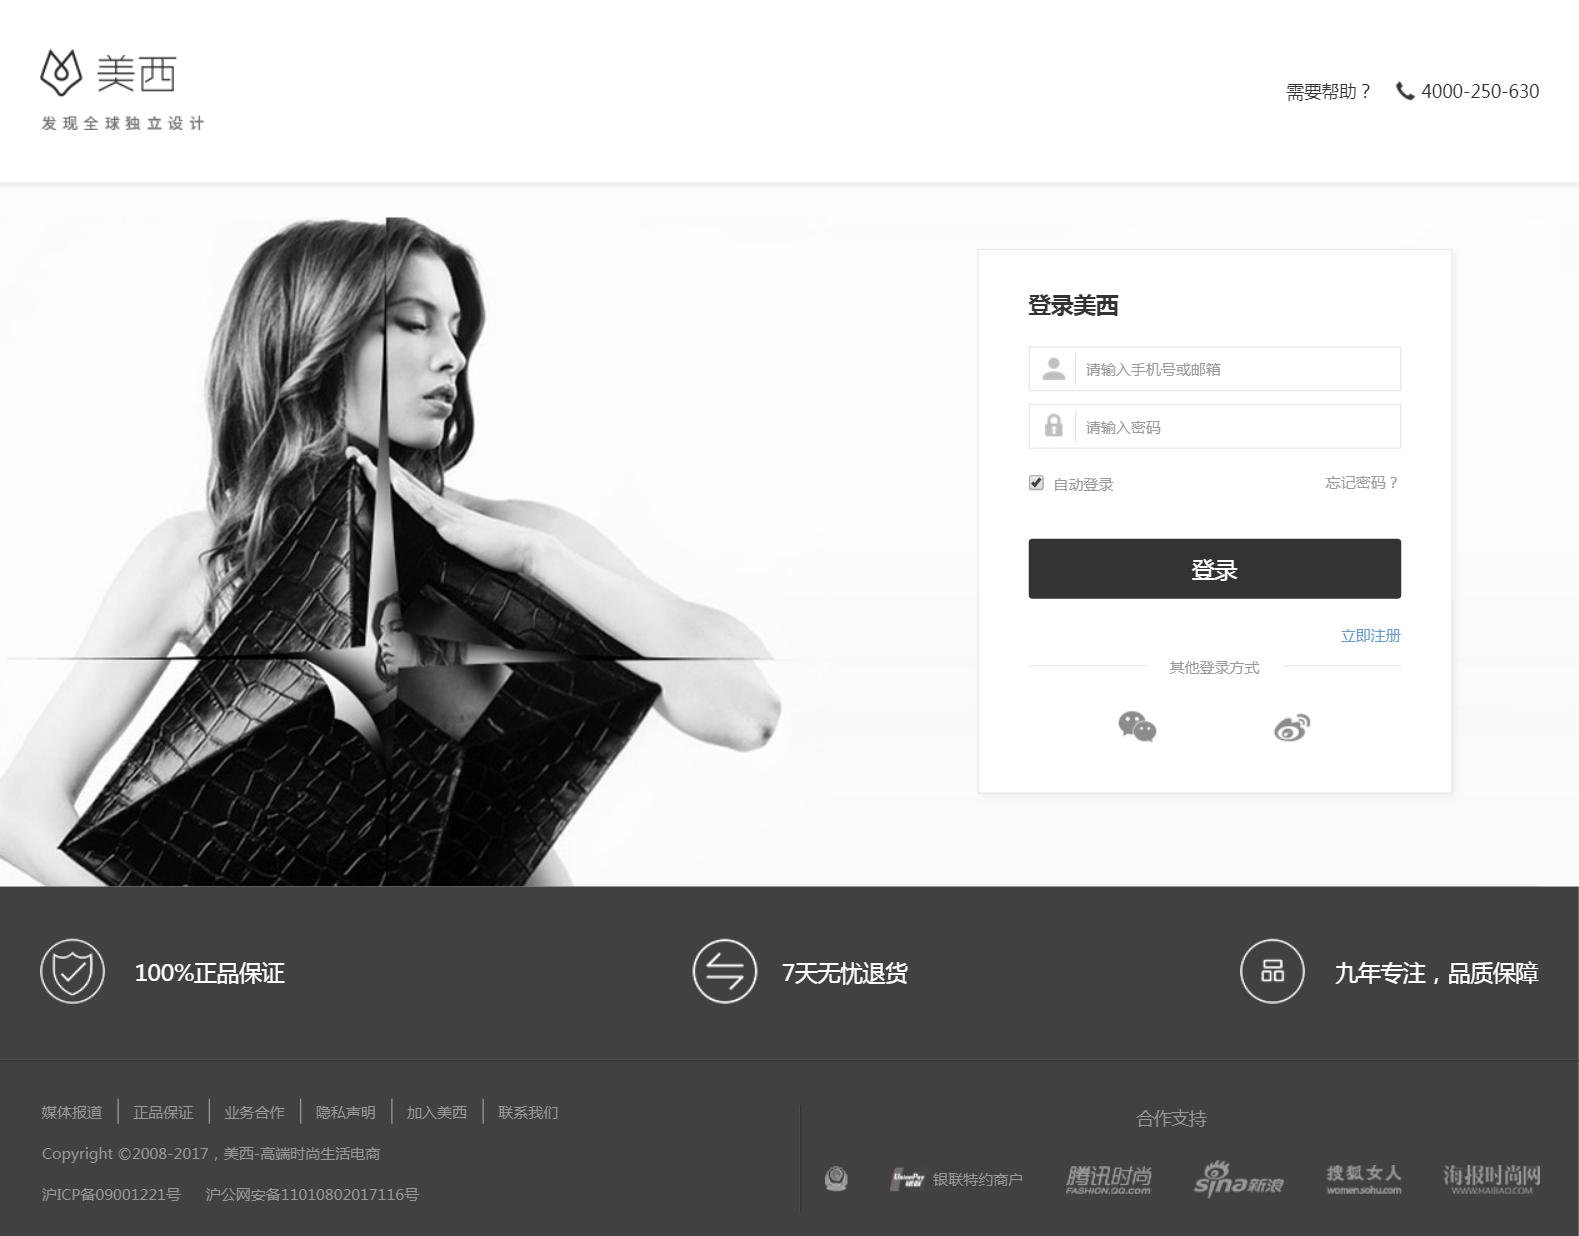 美西
发现全球独立设计
需要帮助？ 4000-250-630
登录美西
请输入手机号或邮箱
请输入密码
自动登录 忘记密码？
登录
立即注册
其他登录方式
100%正品保证 7天无忧退货 九年专注，品质保障
媒体报道 正品保证 业务合作 隐私声明 加入美西 联系我们
Copyright ©2008-2017，美西-高端时尚生活电商
沪ICP备09001221号 沪公网安备11010802017116号
合作支持
UnionPay 银联 银联特约商户
腾讯时尚
FASHION.QQ.COM
sina新浪
搜狐女人
women.sohu.com
海报时尚网
WWW.HAIBAO.COM